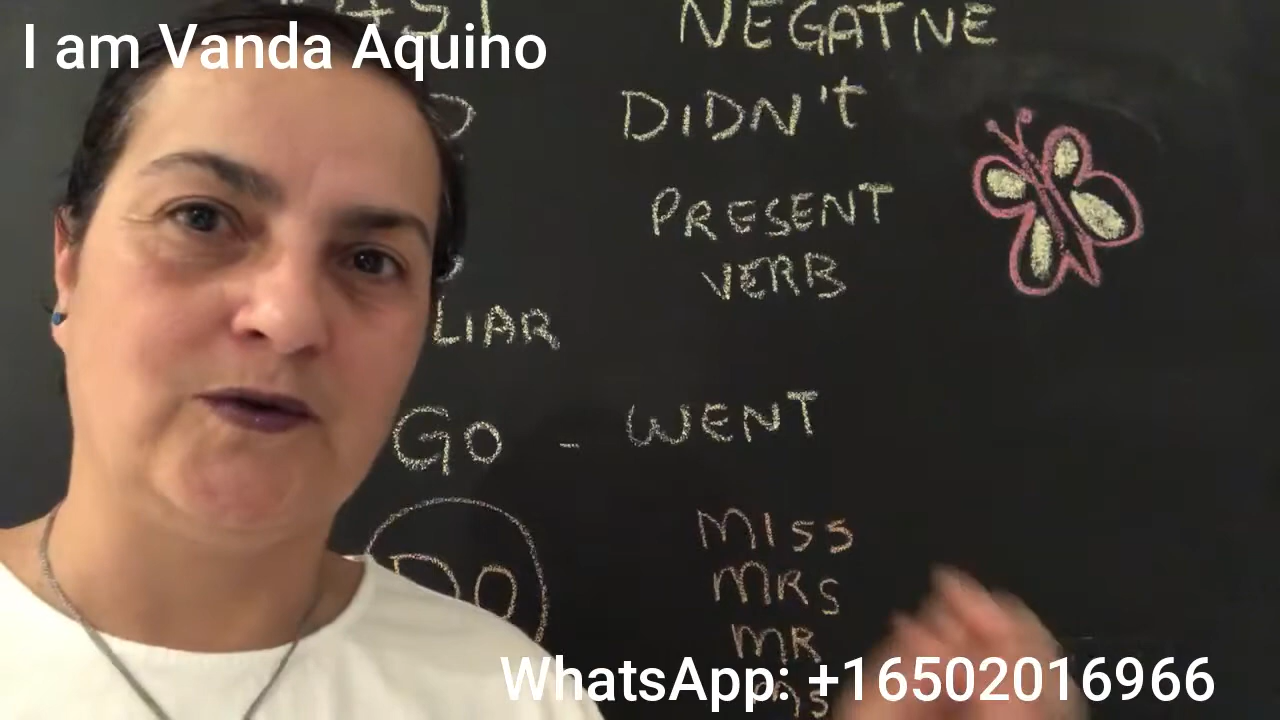 I am Vanda Aquino
NEGATNE
DIDN't
PRESENT
VERB
LIAR
GO - WENT
DO
MISS
MRS
MR
WhatsApp: +16502016966